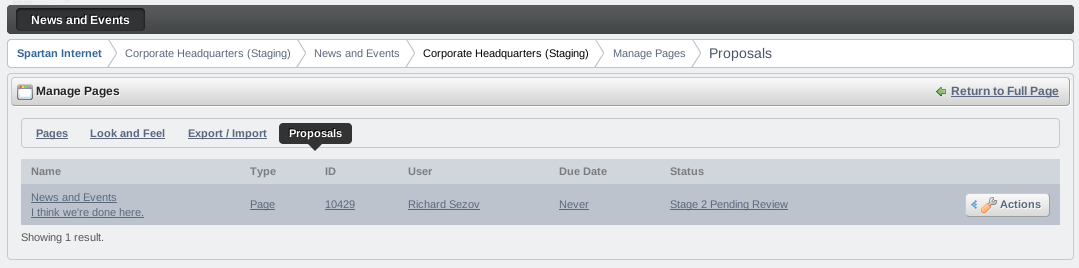 News and Events
Spartan Internet Corporate Headquarters (Staging) News and Events Corporate Headquarters (Staging) Manage Pages Proposals
Manage Pages Return to Full Page
Pages Look and Feel Export / Import Proposals
Name Type ID User Due Date Status
News and Events
I think we're done here. Page 10429 Richard Sezov Never Stage 2 Pending Review Actions
Showing 1 result.